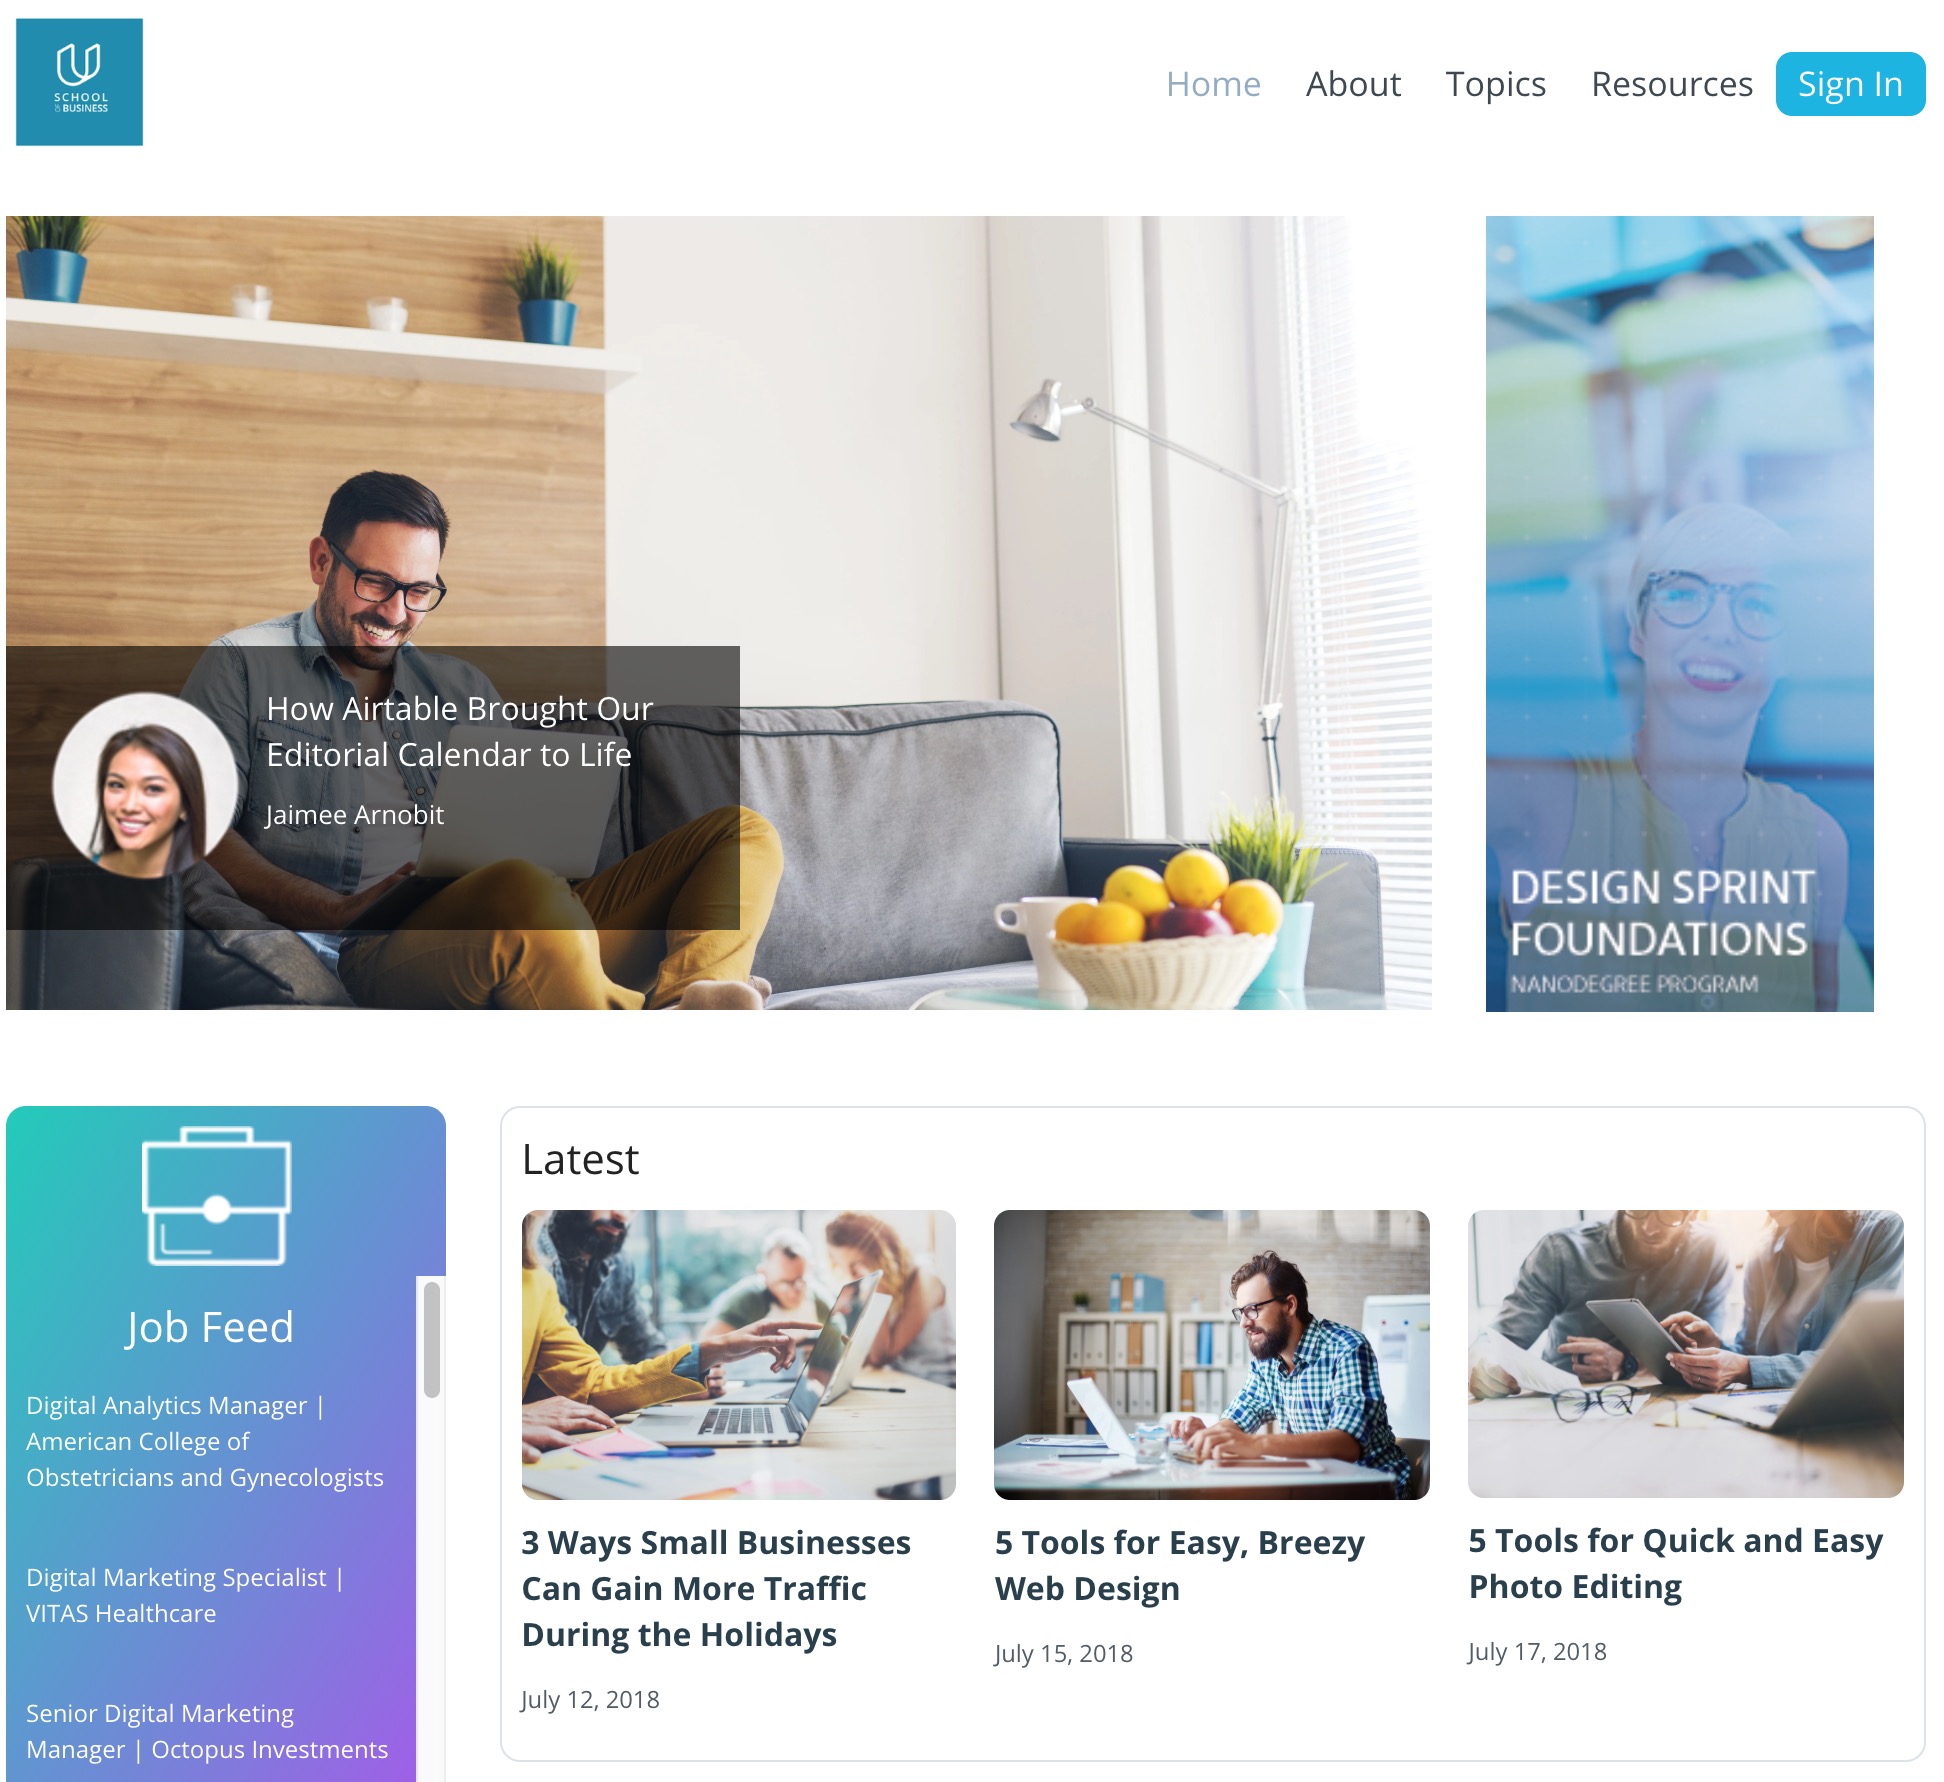 SCHOOL
OF BUSINESS
Home
About
Topics
Resources
Sign In
How Airtable Brought Our
Editorial Calendar to Life
Jaimee Arnobit
DESIGN SPRINT
FOUNDATIONS
NANODEGREE PROGRAM
Job Feed
Digital Analytics Manager |
American College of
Obstetricians and Gynecologists
Digital Marketing Specialist |
VITAS Healthcare
Senior Digital Marketing
Manager | Octopus Investments
Latest
3 Ways Small Businesses
Can Gain More Traffic
During the Holidays
July 12, 2018
5 Tools for Easy, Breezy
Web Design
July 15, 2018
5 Tools for Quick and Easy
Photo Editing
July 17, 2018